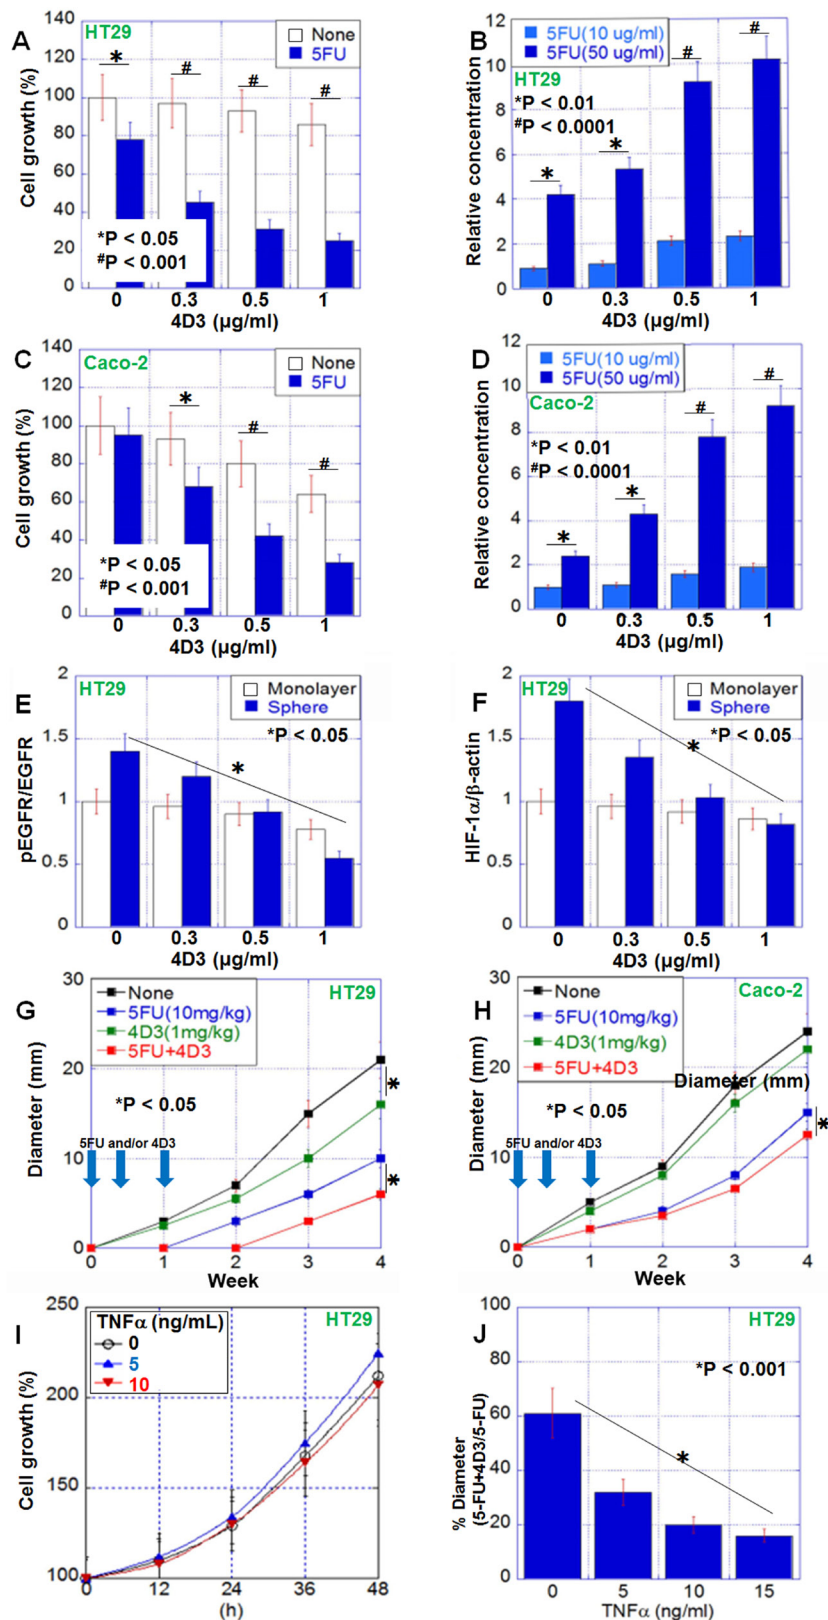 A
HT29
None
5FU
140
120
100
80
60
40
20
0
Cell growth (%)
*
#
#
#
*P < 0.05
#P < 0.001
0 0.3 0.5 1
4D3 (µg/ml)
B
5FU(10 ug/ml)
5FU(50 ug/ml)
HT29
*P < 0.01
#P < 0.0001
12
10
8
6
4
2
0
Relative concentration
*
*
#
#
0 0.3 0.5 1
4D3 (µg/ml)
C
Caco-2
None
5FU
140
120
100
80
60
40
20
0
Cell growth (%)
*
#
#
*P < 0.05
#P < 0.001
0 0.3 0.5 1
4D3 (µg/ml)
D
5FU(10 ug/ml)
5FU(50 ug/ml)
Caco-2
*P < 0.01
#P < 0.0001
12
10
8
6
4
2
0
Relative concentration
*
*
#
#
0 0.3 0.5 1
4D3 (µg/ml)
E
HT29
Monolayer
Sphere
*P < 0.05
*
2
1.5
1
0.5
0
pEGFR/EGFR
0 0.3 0.5 1
4D3 (µg/ml)
F
HT29
Monolayer
Sphere
*P < 0.05
*
2
1.5
1
0.5
0
HIF-1α/β-actin
0 0.3 0.5 1
4D3 (µg/ml)
G
HT29
None
5FU(10mg/kg)
4D3(1mg/kg)
5FU+4D3
*P < 0.05
5FU and/or 4D3
30
20
10
0
Diameter (mm)
*
*
0 1 2 3 4
Week
H
Caco-2
None
5FU(10mg/kg)
4D3(1mg/kg)
5FU+4D3
Diameter (mm)
*P < 0.05
5FU and/or 4D3
30
20
10
0
Diameter (mm)
*
0 1 2 3 4
Week
I
HT29
TNFα (ng/mL)
0
5
10
250
200
150
100
Cell growth (%)
0 12 24 36 48
(h)
J
HT29
*P < 0.001
*
100
80
60
40
20
0
% Diameter
(5-FU+4D3/5-FU)
0 5 10 15
TNFα (ng/ml)